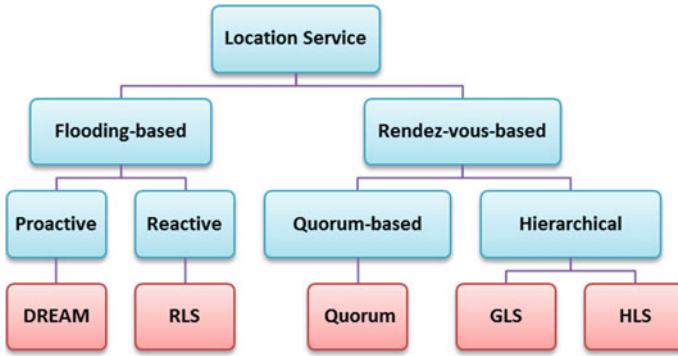 Location Service
Flooding-based
Rendez-vous-based
Proactive
Reactive
Quorum-based
Hierarchical
DREAM
RLS
Quorum
GLS
HLS